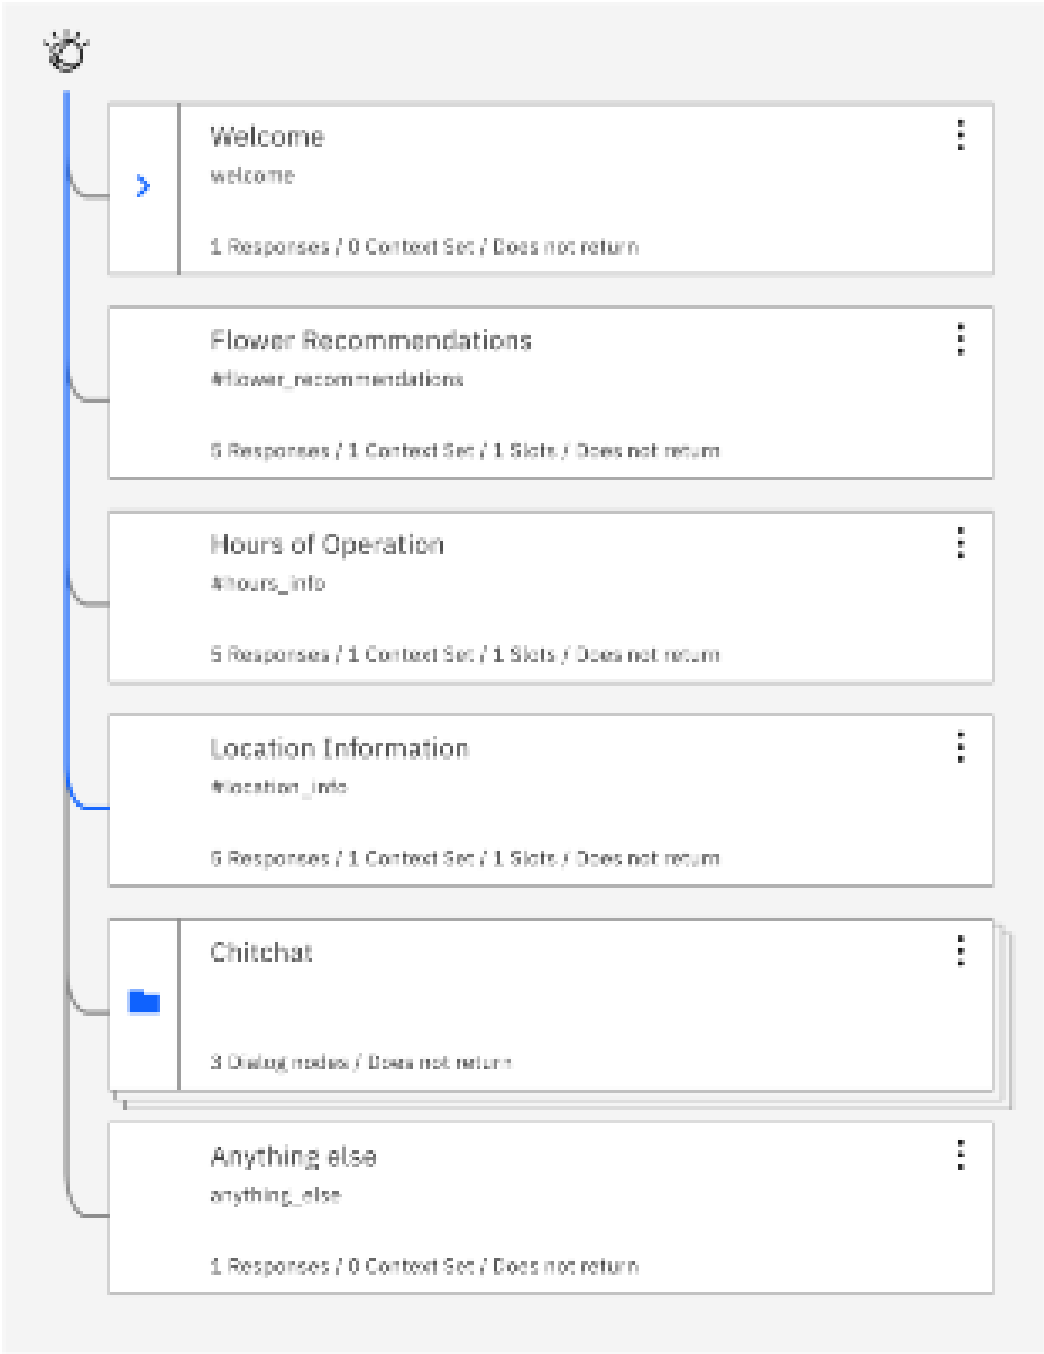 Welcome
welcome
1 Responses / 0 Context Set / Does not return
Flower Recommendations
#flower_recommendations
5 Responses / 1 Context Set / 1 Slots / Does not return
Hours of Operation
#hours_info
5 Responses / 1 Context Set / 1 Slots / Does not return
Location Information
#location_info
5 Responses / 1 Context Set / 1 Slots / Does not return
Chitchat
3 Dialog nodes / Does not return
Anything else
anything_else
1 Responses / 0 Context Set / Does not return